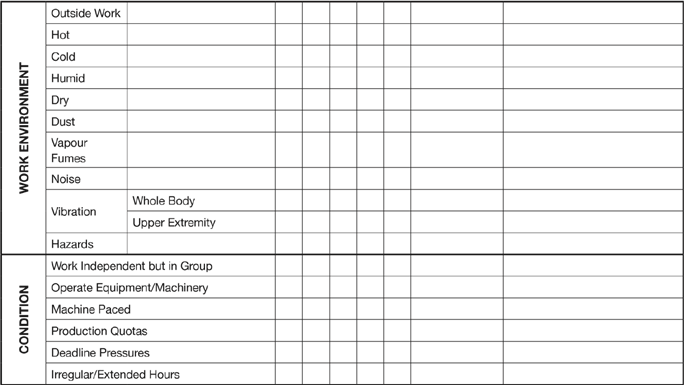 WORK ENVIRONMENT
Outside Work
Hot
Cold
Humid
Dry
Dust
Vapour
Fumes
Noise
Vibration
Whole Body
Upper Extremity
Hazards
CONDITION
Work Independent but in Group
Operate Equipment/Machinery
Machine Paced
Production Quotas
Deadline Pressures
Irregular/Extended Hours